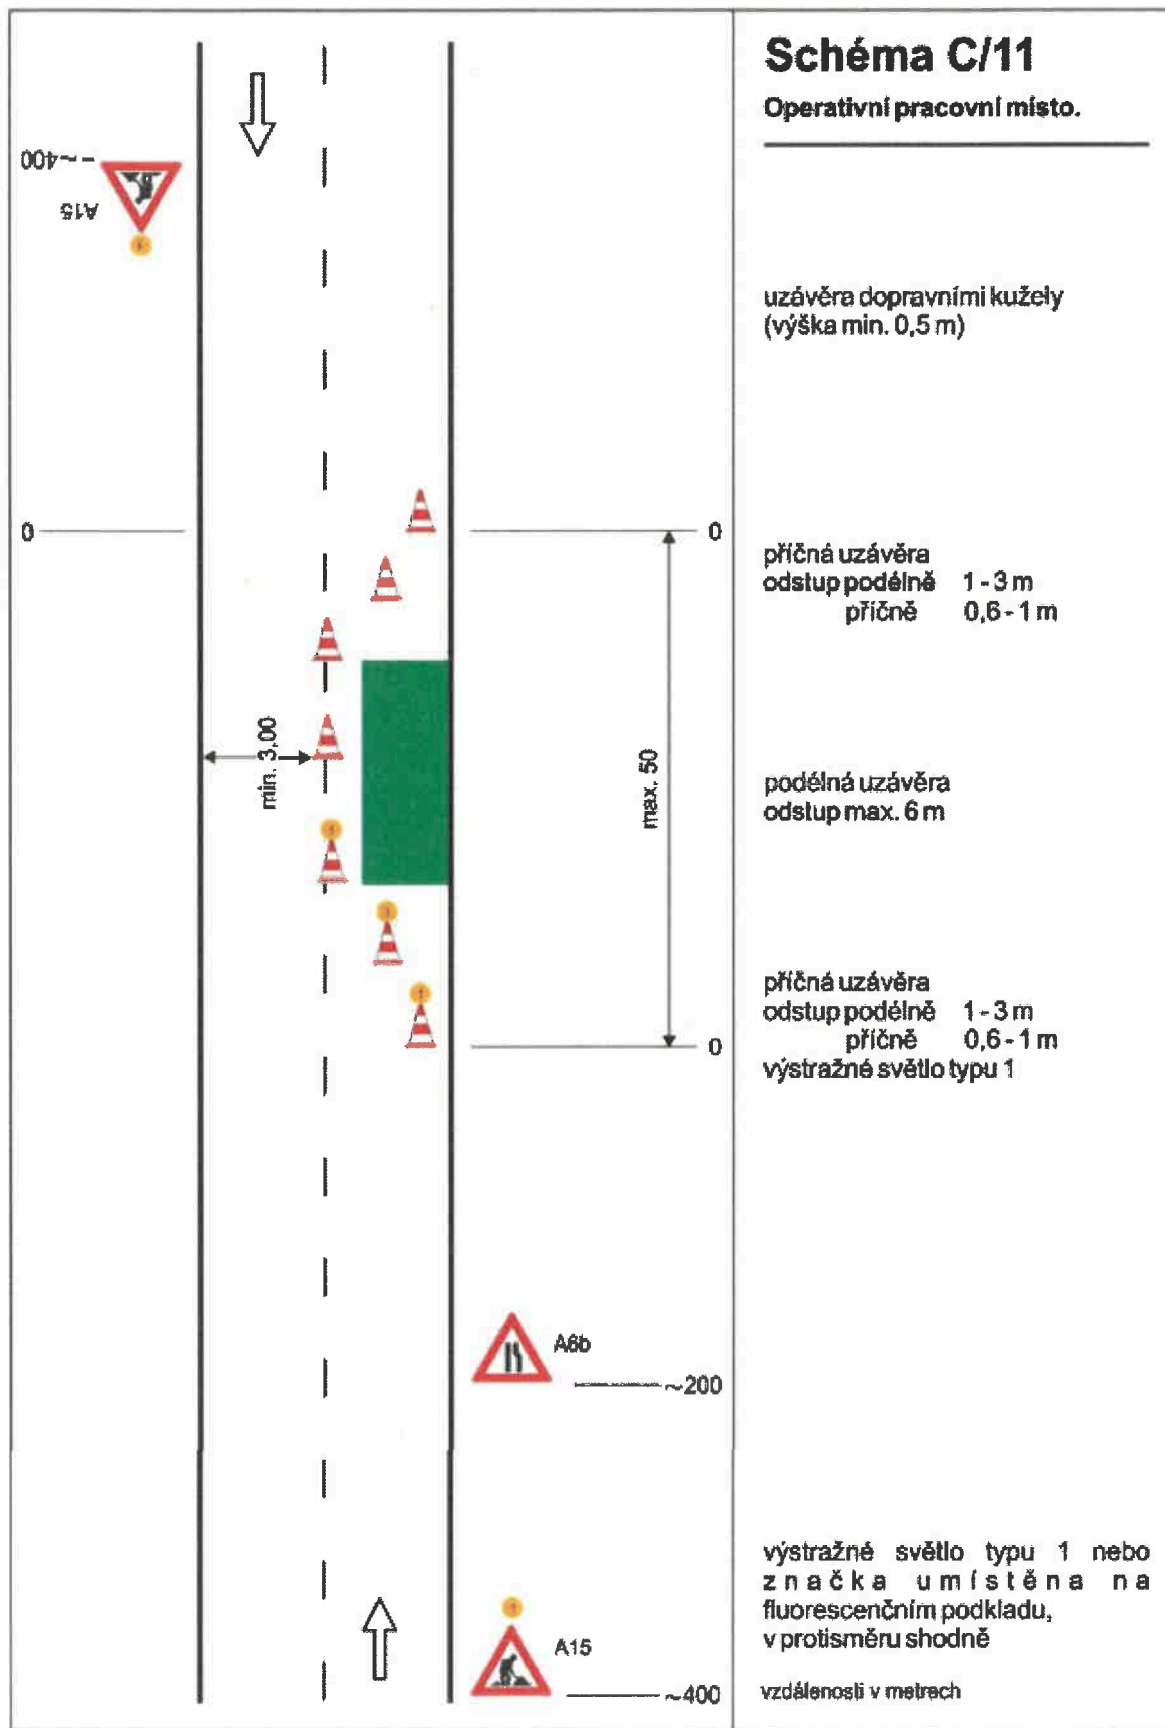 Schéma C/11
Operativní pracovní místo.
~400
A15
uzávěra dopravními kužely
(výška min. 0,5 m)
0
0
příčná uzávěra
odstup podélně 1 - 3 m
příčně 0,6 - 1 m
min. 3,00
max. 50
podélná uzávěra
odstup max. 6 m
příčná uzávěra
odstup podélně 1 - 3 m
příčně 0,6 - 1 m
výstražné světlo typu 1
0
A6b
~200
výstražné světlo typu 1 nebo
značka umístěna na
fluorescenčním podkladu,
v protisměru shodně
A15
~400
vzdálenosti v metrech